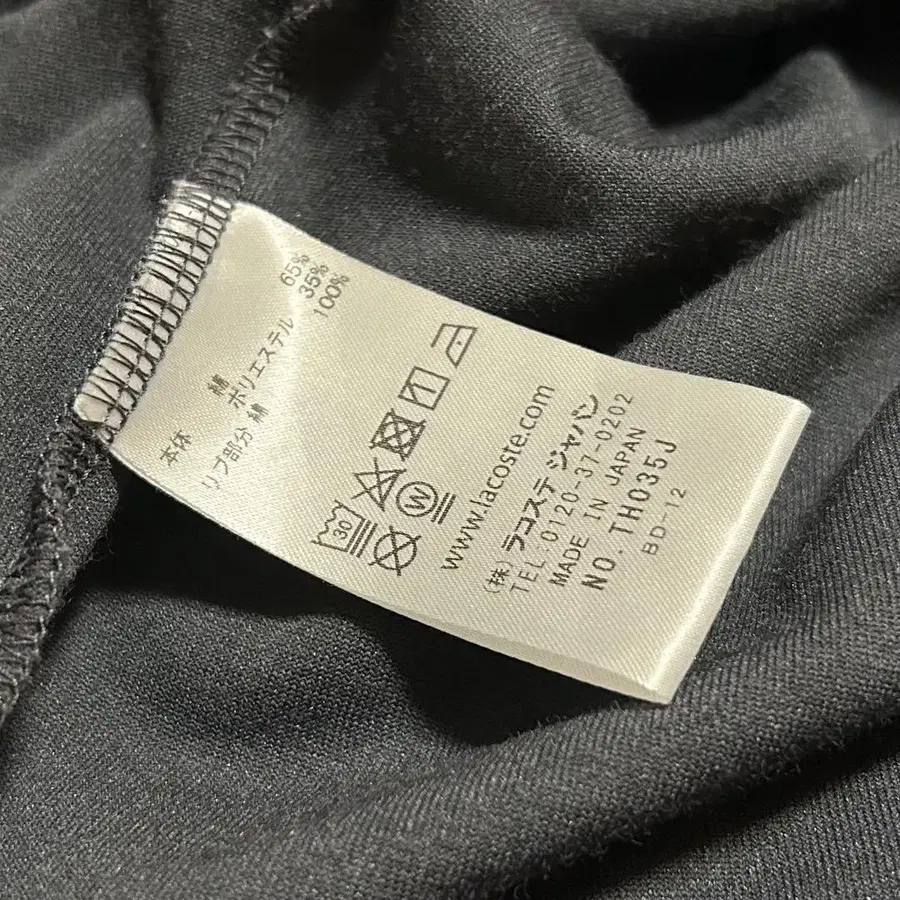 本体 綿 65%
ポリエステル 35%
リブ部分 綿 100%
30
W
www.lacoste.com
(株)ラコステ ジャパン
TEL:0120-37-0202
MADE IN JAPAN
NO.TH035J
BD-12